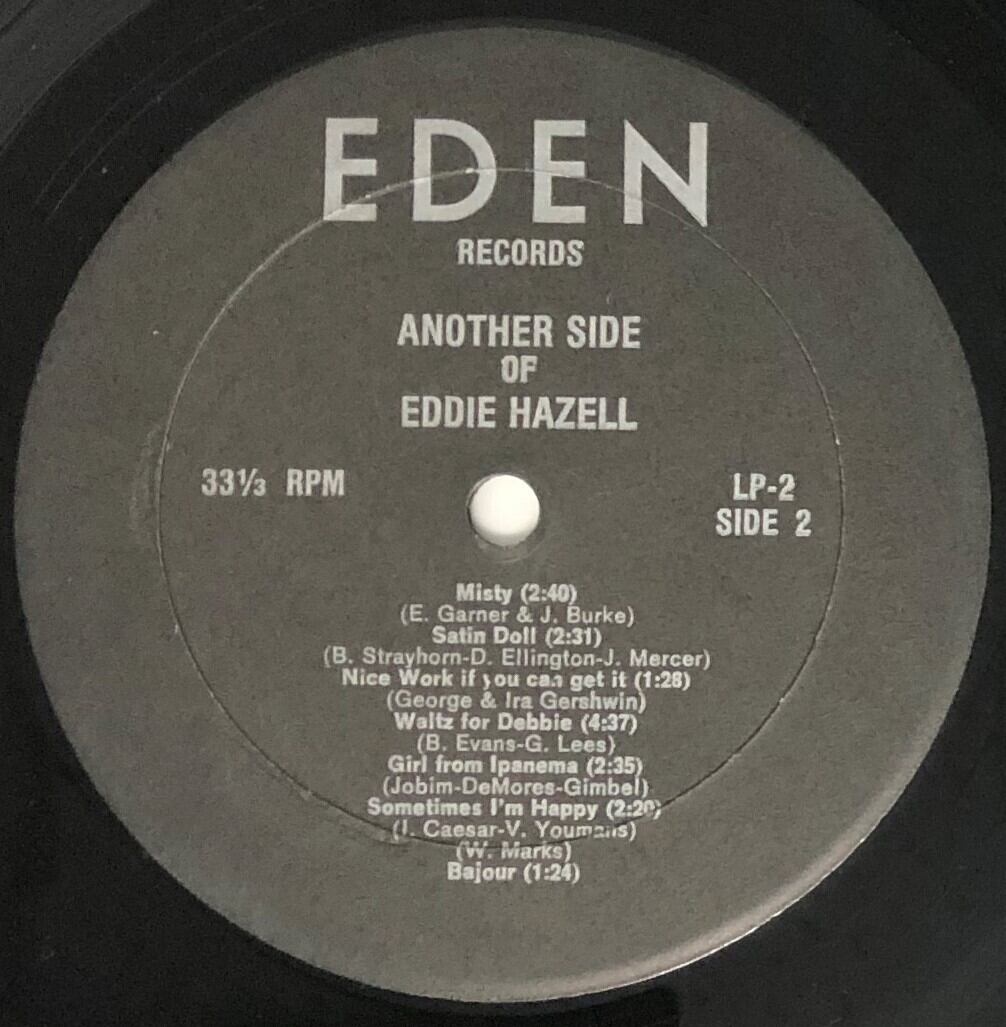 EDEN
RECORDS
ANOTHER SIDE
OF
EDDIE HAZELL
33⅓ RPM
LP-2
SIDE 2
Misty (2:40)
(E. Garner & J. Burke)
Satin Doll (2:31)
(B. Strayhorn-D. Ellington-J. Mercer)
Nice Work if you can get it (1:28)
(George & Ira Gershwin)
Waltz for Debbie (4:37)
(B. Evans-G. Lees)
Girl from Ipanema (2:35)
(Jobim-DeMores-Gimbel)
Sometimes I'm Happy (2:20)
(I. Caesar-V. Youmans)
(W. Marks)
Bajour (1:24)